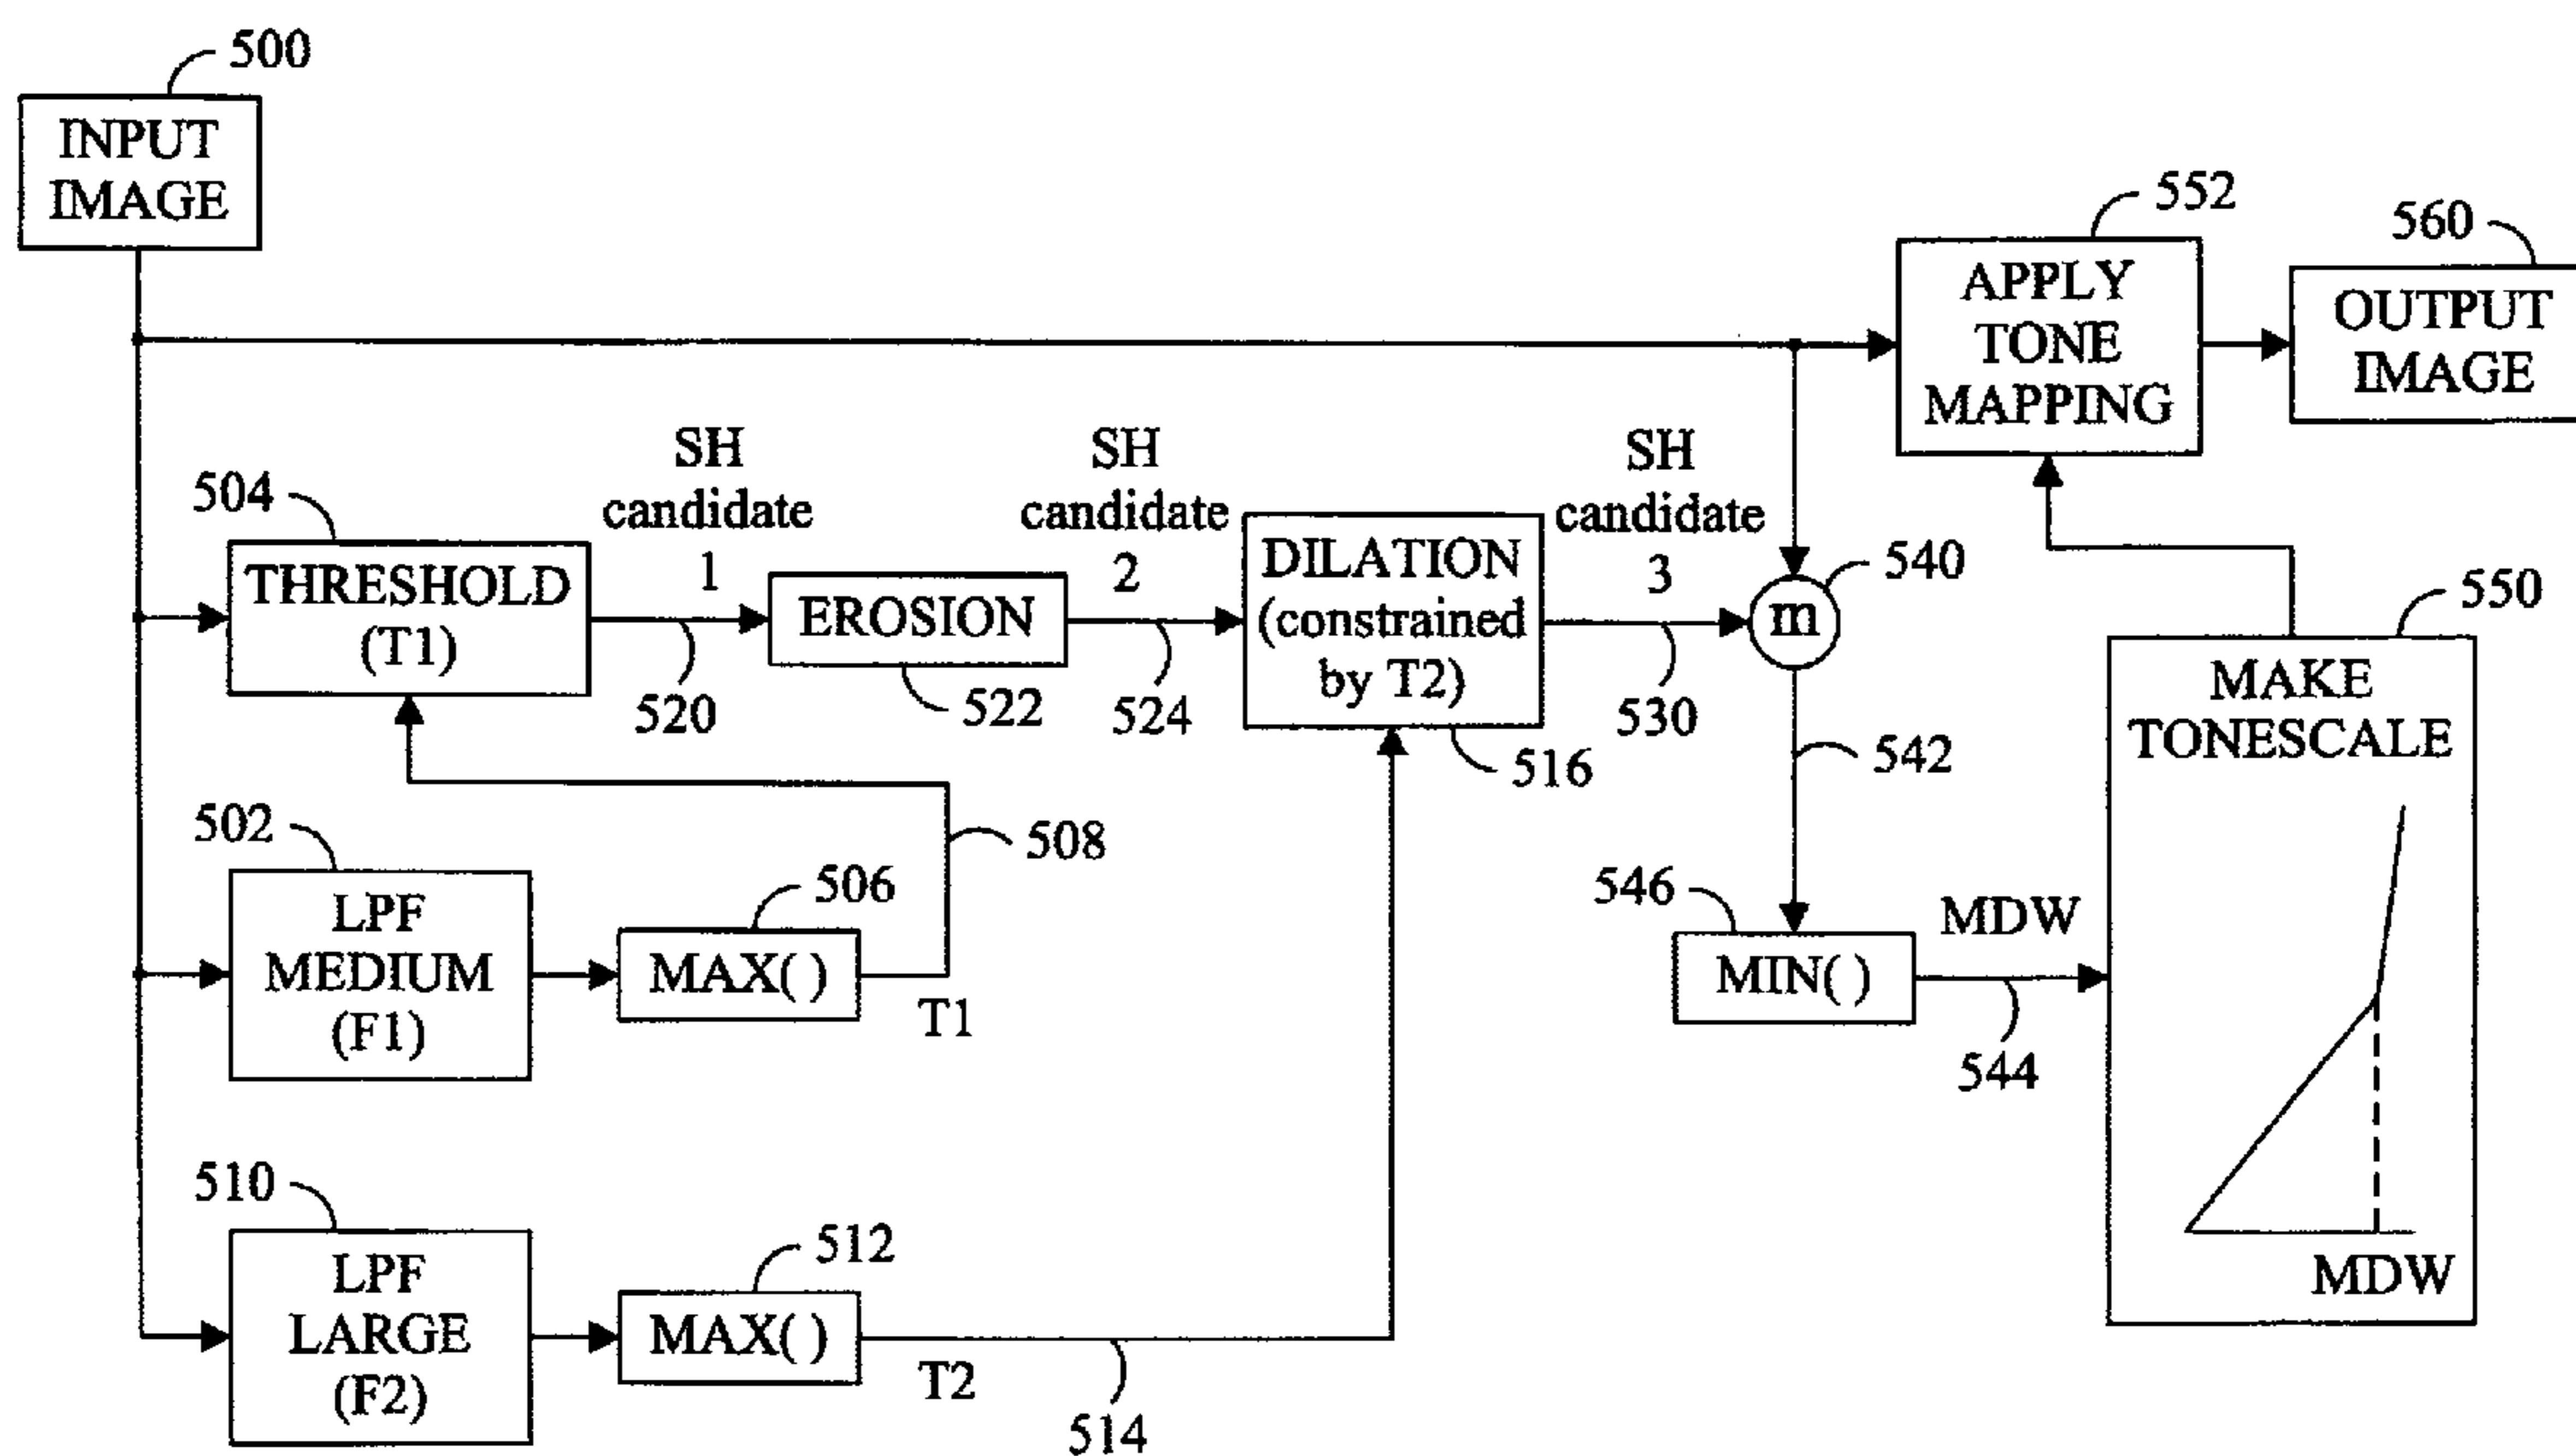 500
INPUT
IMAGE
552
APPLY
TONE
MAPPING
560
OUTPUT
IMAGE
504
THRESHOLD
(T1)
SH
candidate
1
520
EROSION
522
SH
candidate
2
524
DILATION
(constrained
by T2)
516
SH
candidate
3
530
m
540
542
502
LPF
MEDIUM
(F1)
506
MAX( )
T1
508
510
LPF
LARGE
(F2)
512
MAX( )
T2
514
546
MIN( )
MDW
544
550
MAKE
TONESCALE
MDW